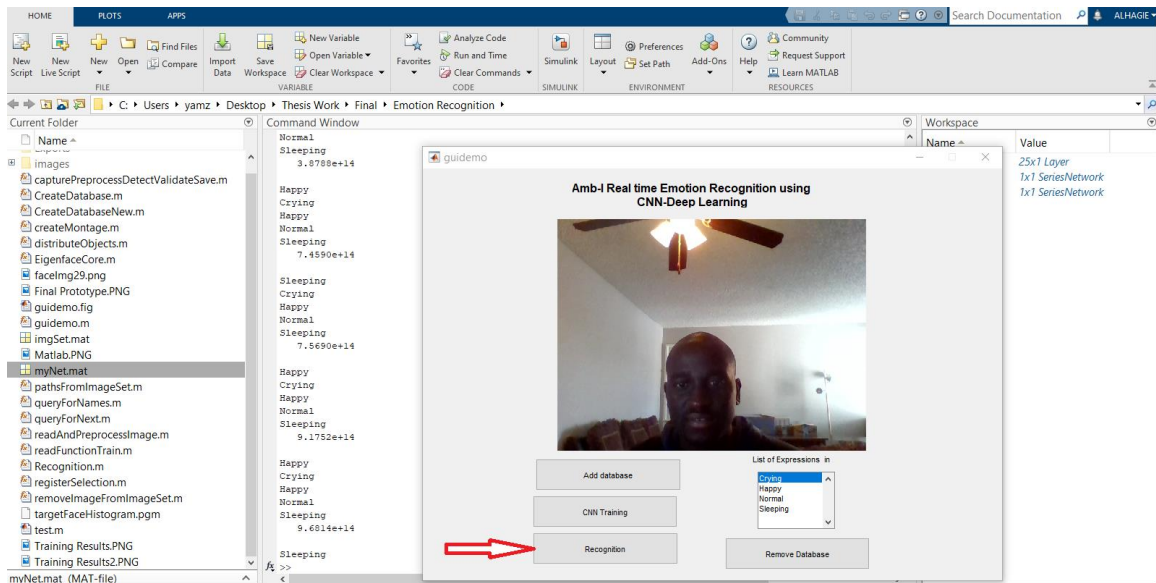 HOME PLOTS APPS
Search Documentation ALHAGIE
New Script
New Live Script
New
Open
Find Files
Compare
Import Data
Save Workspace
New Variable
Open Variable
Clear Workspace
Favorites
Analyze Code
Run and Time
Clear Commands
Simulink
Layout
Preferences
Set Path
Add-Ons
Help
Community
Request Support
Learn MATLAB
FILE VARIABLE CODE SIMULINK ENVIRONMENT RESOURCES
C: Users yamz Desktop Thesis Work Final Emotion Recognition
Current Folder
Name
images
capturePreprocessDetectValidateSave.m
CreateDatabase.m
CreateDatabaseNew.m
createMontage.m
distributeObjects.m
EigenfaceCore.m
faceImg29.png
Final Prototype.PNG
guidemo.fig
guidemo.m
imgSet.mat
Matlab.PNG
myNet.mat
pathsFromImageSet.m
queryForNames.m
queryForNext.m
readAndPreprocessImage.m
readFunctionTrain.m
Recognition.m
registerSelection.m
removeImageFromImageSet.m
targetFaceHistogram.pgm
test.m
Training Results.PNG
Training Results2.PNG
myNet.mat (MAT-file)
Command Window
Normal
Sleeping
3.8788e+14
Happy
Crying
Happy
Normal
Sleeping
7.4590e+14
Sleeping
Crying
Happy
Normal
Sleeping
7.5690e+14
Happy
Crying
Happy
Normal
Sleeping
9.1752e+14
Happy
Crying
Happy
Normal
Sleeping
9.6814e+14
Sleeping
fx >>
guidemo
Amb-I Real time Emotion Recognition using
CNN-Deep Learning
Add database
CNN Training
Recognition
List of Expressions in
Crying
Happy
Normal
Sleeping
Remove Database
Workspace
Name Value
25x1 Layer
1x1 SeriesNetwork
1x1 SeriesNetwork